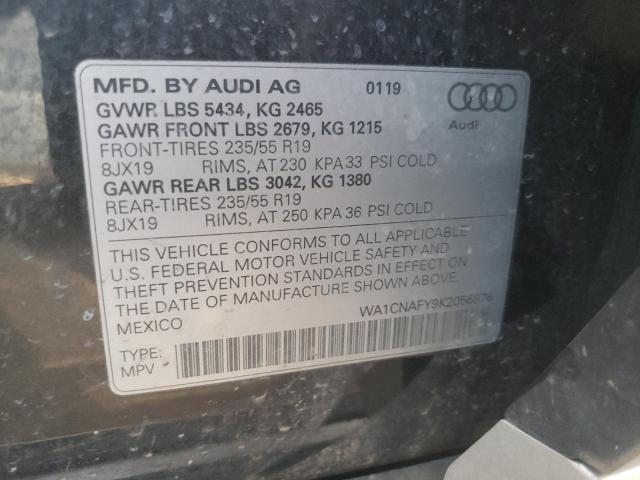 MFD. BY AUDI AG 0119
GVWR LBS 5434, KG 2465
GAWR FRONT LBS 2679, KG 1215
FRONT-TIRES 235/55 R19
8JX19 RIMS, AT 230 KPA 33 PSI COLD
GAWR REAR LBS 3042, KG 1380
REAR-TIRES 235/55 R19
8JX19 RIMS, AT 250 KPA 36 PSI COLD
Audi
THIS VEHICLE CONFORMS TO ALL APPLICABLE
U.S. FEDERAL MOTOR VEHICLE SAFETY AND
THEFT PREVENTION STANDARDS IN EFFECT ON
THE DATE OF MANUFACTURE SHOWN ABOVE.
MEXICO
WA1CNAFY9K2056876
TYPE:
MPV